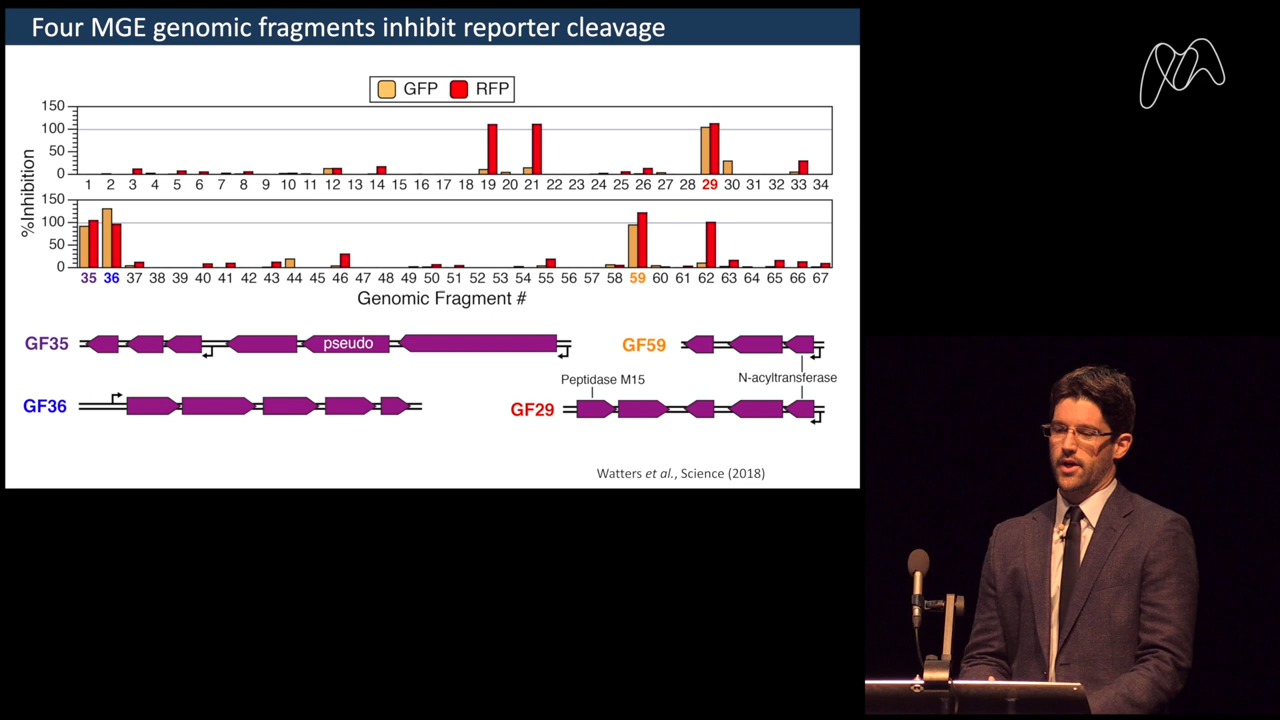 Four MGE genomic fragments inhibit reporter cleavage
GFP RFP
%Inhibition
150
100
50
0
1 2 3 4 5 6 7 8 9 10 11 12 13 14 15 16 17 18 19 20 21 22 23 24 25 26 27 28 29 30 31 32 33 34
150
100
50
0
35 36 37 38 39 40 41 42 43 44 45 46 47 48 49 50 51 52 53 54 55 56 57 58 59 60 61 62 63 64 65 66 67
Genomic Fragment #
GF35 pseudo GF59
Peptidase M15 N-acyltransferase
GF36 GF29
Watters et al., Science (2018)